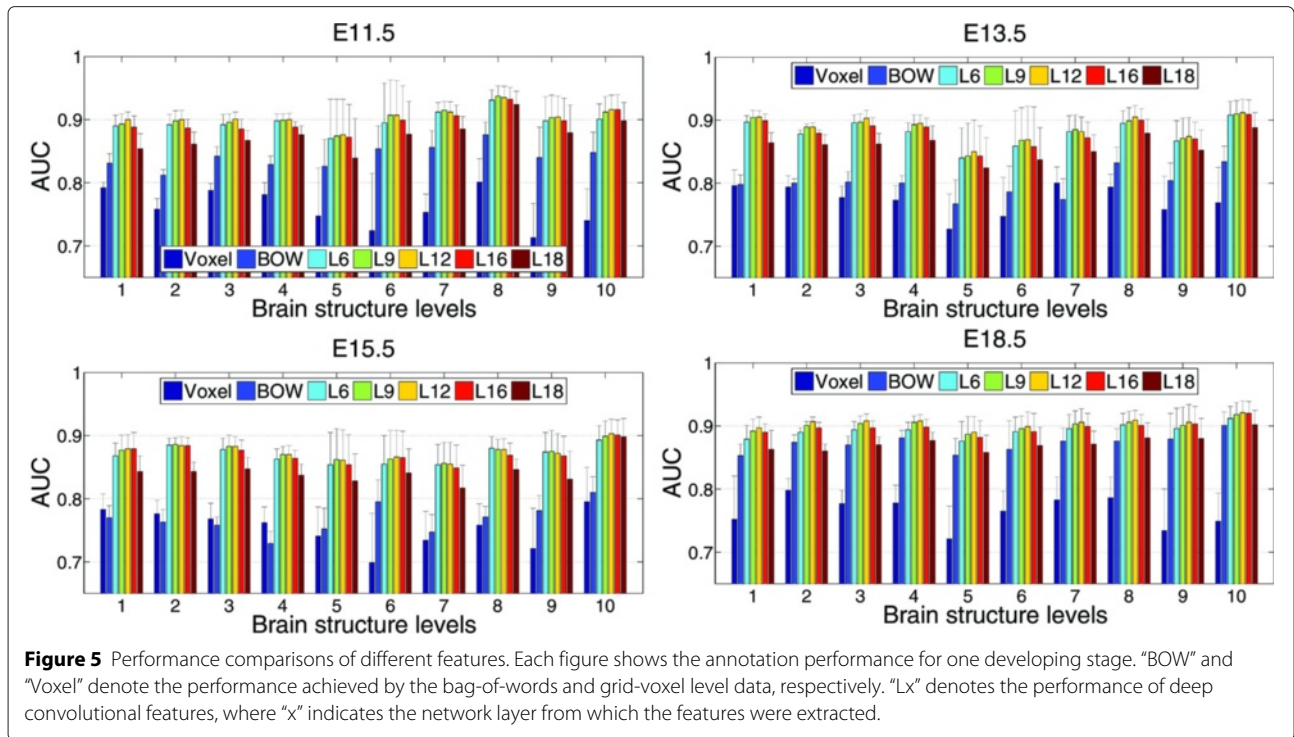 E11.5
1
0.9
0.8
0.7
AUC
Voxel BOW L6 L9 L12 L16 L18
1 2 3 4 5 6 7 8 9 10
Brain structure levels
E13.5
1
0.9
0.8
0.7
AUC
Voxel BOW L6 L9 L12 L16 L18
1 2 3 4 5 6 7 8 9 10
Brain structure levels
E15.5
1
0.9
0.8
0.7
AUC
Voxel BOW L6 L9 L12 L16 L18
1 2 3 4 5 6 7 8 9 10
Brain structure levels
E18.5
1
0.9
0.8
0.7
AUC
Voxel BOW L6 L9 L12 L16 L18
1 2 3 4 5 6 7 8 9 10
Brain structure levels
Figure 5 Performance comparisons of different features. Each figure shows the annotation performance for one developing stage. “BOW” and
“Voxel” denote the performance achieved by the bag-of-words and grid-voxel level data, respectively. “Lx” denotes the performance of deep
convolutional features, where “x” indicates the network layer from which the features were extracted.